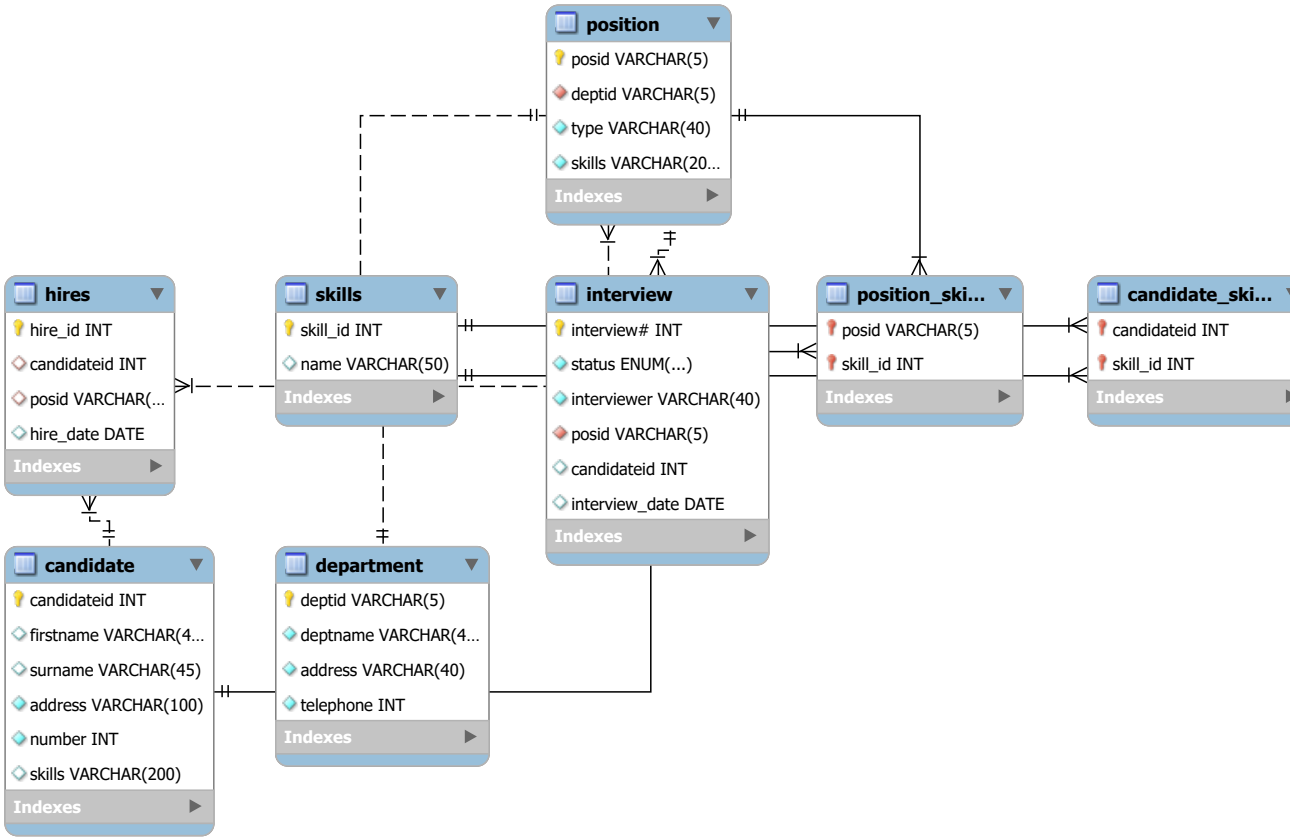 position
posid VARCHAR(5)
deptid VARCHAR(5)
type VARCHAR(40)
skills VARCHAR(20...
Indexes
hires
hire_id INT
candidateid INT
posid VARCHAR(...
hire_date DATE
Indexes
skills
skill_id INT
name VARCHAR(50)
Indexes
interview
interview# INT
status ENUM(...)
interviewer VARCHAR(40)
posid VARCHAR(5)
candidateid INT
interview_date DATE
Indexes
position_ski...
posid VARCHAR(5)
skill_id INT
Indexes
candidate_ski...
candidateid INT
skill_id INT
Indexes
candidate
candidateid INT
firstname VARCHAR(4...
surname VARCHAR(45)
address VARCHAR(100)
number INT
skills VARCHAR(200)
Indexes
department
deptid VARCHAR(5)
deptname VARCHAR(4...
address VARCHAR(40)
telephone INT
Indexes